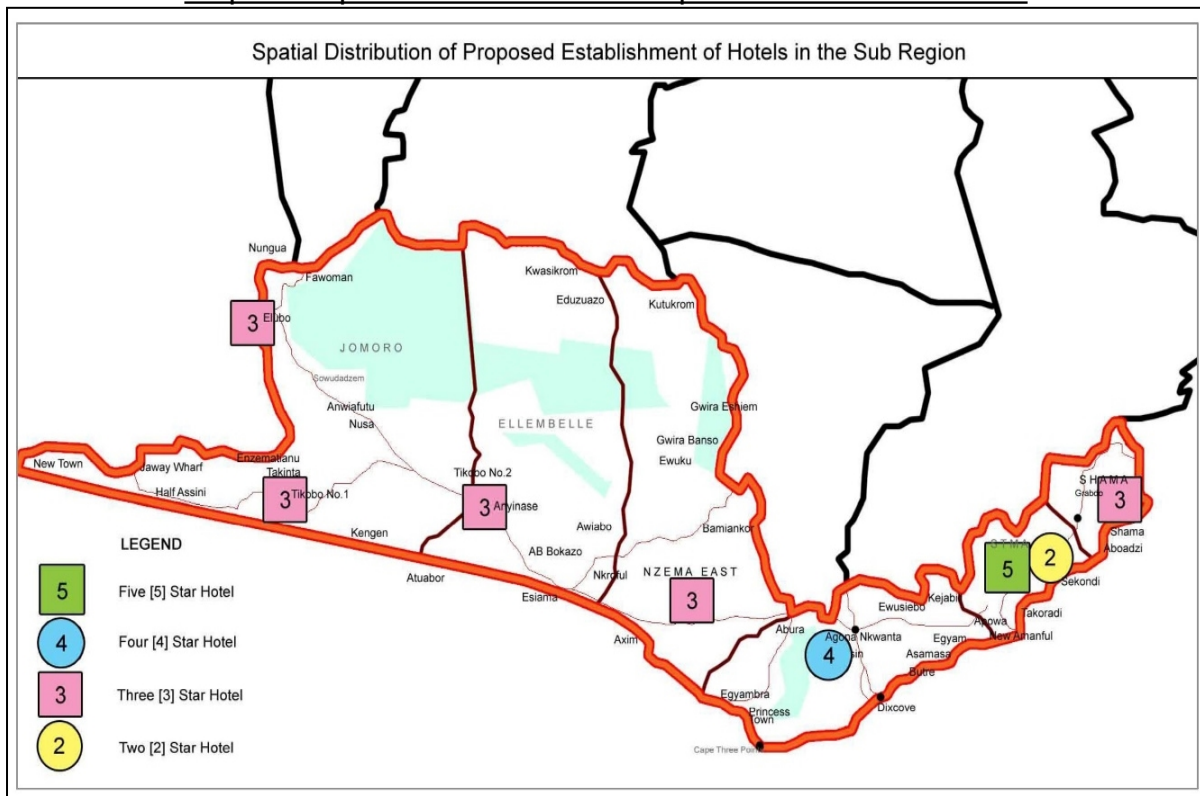 Spatial Distribution of Proposed Establishment of Hotels in the Sub Region
Nungua
Fawoman
Kwasikrom
Eduzuazo
Kutukrom
3
Elubo
JOMORO
Sowudadzem
Anwiafutu
Nusa
ELLEMBELLE
Gwira Eshiem
Gwira Banso
Ewuku
New Town
Jaway Wharf
Enzematianu
Takinta
Half Assini
3
Tikobo No.1
Tikobo No.2
3
Anyinase
SHAMA
3
Shama
Aboadzi
Kengen
Awiabo
Bamiankor
AB Bokazo
Atuabor
Nkroful
NZEMA EAST
3
Esiama
Axim
5
2
Sekondi
Kejabil
Ewusiebo
Takoradi
Apowa
New Amanful
Abura
Agona Nkwanta
4
Egyam
Asamasa
Butre
Egyambra
Princess
Town
Dixcove
Cape Three Point
LEGEND
5 Five [5] Star Hotel
4 Four [4] Star Hotel
3 Three [3] Star Hotel
2 Two [2] Star Hotel